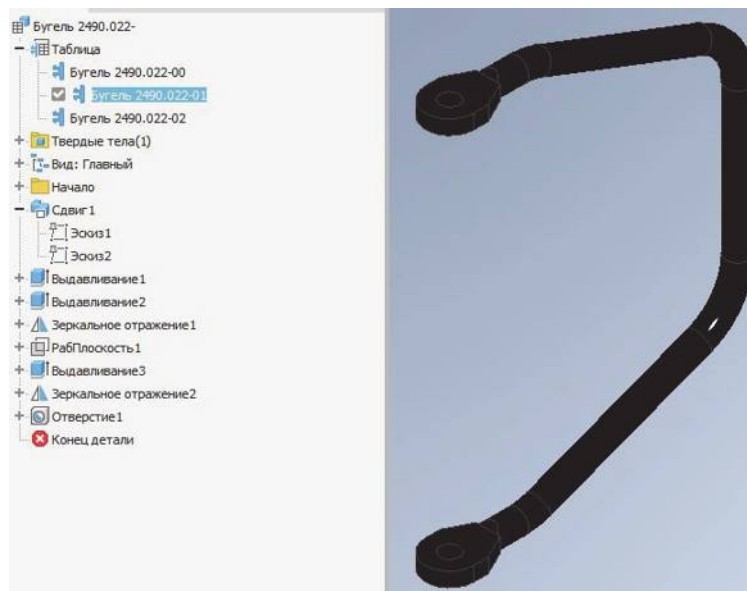 Бугель 2490.022-
Таблица
Бугель 2490.022-00
Бугель 2490.022-01
Бугель 2490.022-02
Твердые тела(1)
Вид: Главный
Начало
Сдвиг1
Эскиз1
Эскиз2
Выдавливание1
Выдавливание2
Зеркальное отражение1
РабПлоскость1
Выдавливание3
Зеркальное отражение2
Отверстие1
Конец детали